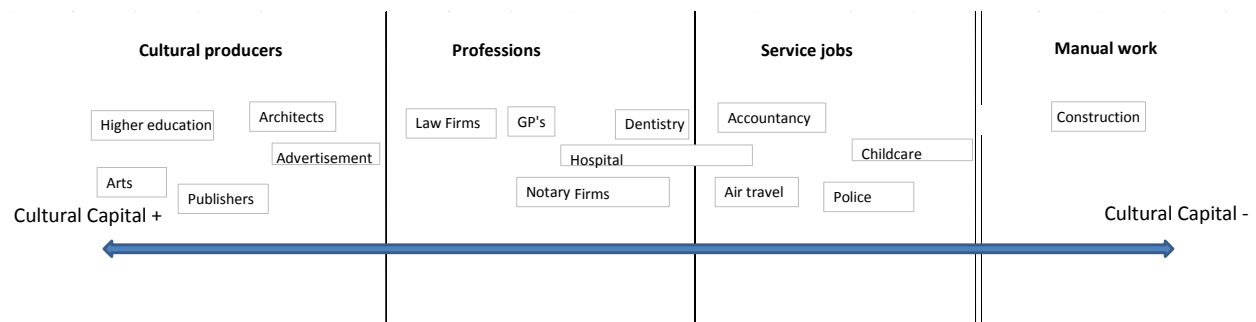 Cultural producers
Professions
Service jobs
Manual work
Higher education
Architects
Advertisement
Arts
Publishers
Law Firms
GP's
Dentistry
Hospital
Notary Firms
Accountancy
Childcare
Air travel
Police
Construction
Cultural Capital +
Cultural Capital -